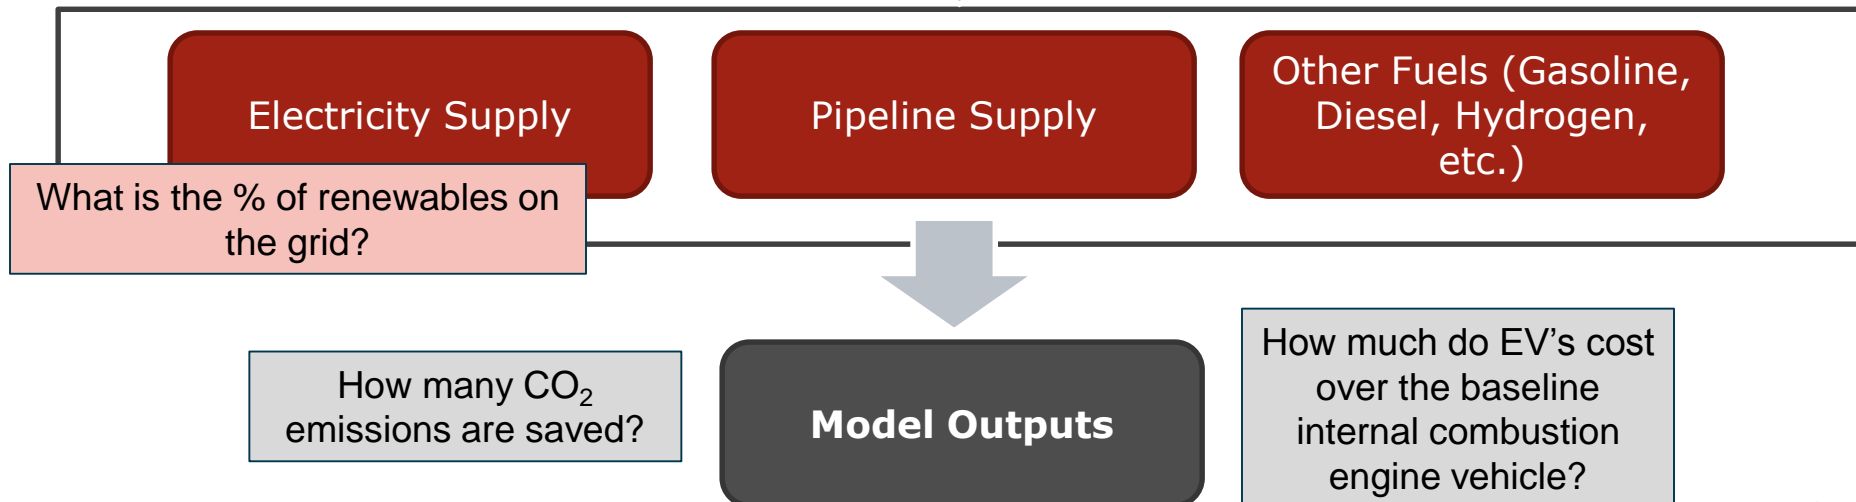 Electricity Supply
Pipeline Supply
Other Fuels (Gasoline,
Diesel, Hydrogen,
etc.)
What is the % of renewables on
the grid?
How many CO₂
emissions are saved?
Model Outputs
How much do EV’s cost
over the baseline
internal combustion
engine vehicle?